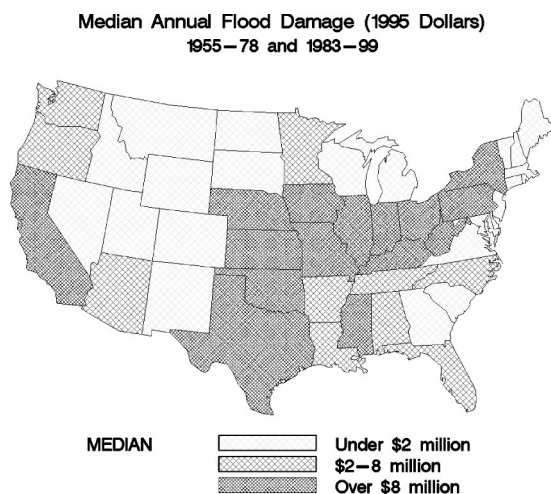 Median Annual Flood Damage (1995 Dollars)
1955–78 and 1983–99
MEDIAN
Under $2 million
$2–8 million
Over $8 million